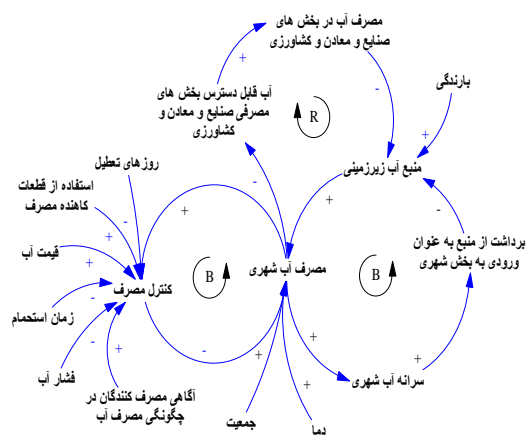 مصرف آب در بخش های
صنایع و معادن و کشاورزی
+
-
بارندگی
آب قابل دسترس بخش های
مصرفی صنایع و معادن و
کشاورزی
R
+
منبع آب زیرزمینی
روزهای تعطیل
استفاده از قطعات
کاهنده مصرف
-
+
-
+
-
+
قیمت آب
+
برداشت از منبع به عنوان
ورودی به بخش شهری
مصرف آب شهری
B
B
کنترل مصرف
زمان استحمام
-
فشار آب
-
+
-
+
+
+
+
سرانه آب شهری
آگاهی مصرف کنندگان در
چگونگی مصرف آب
جمعیت
دما